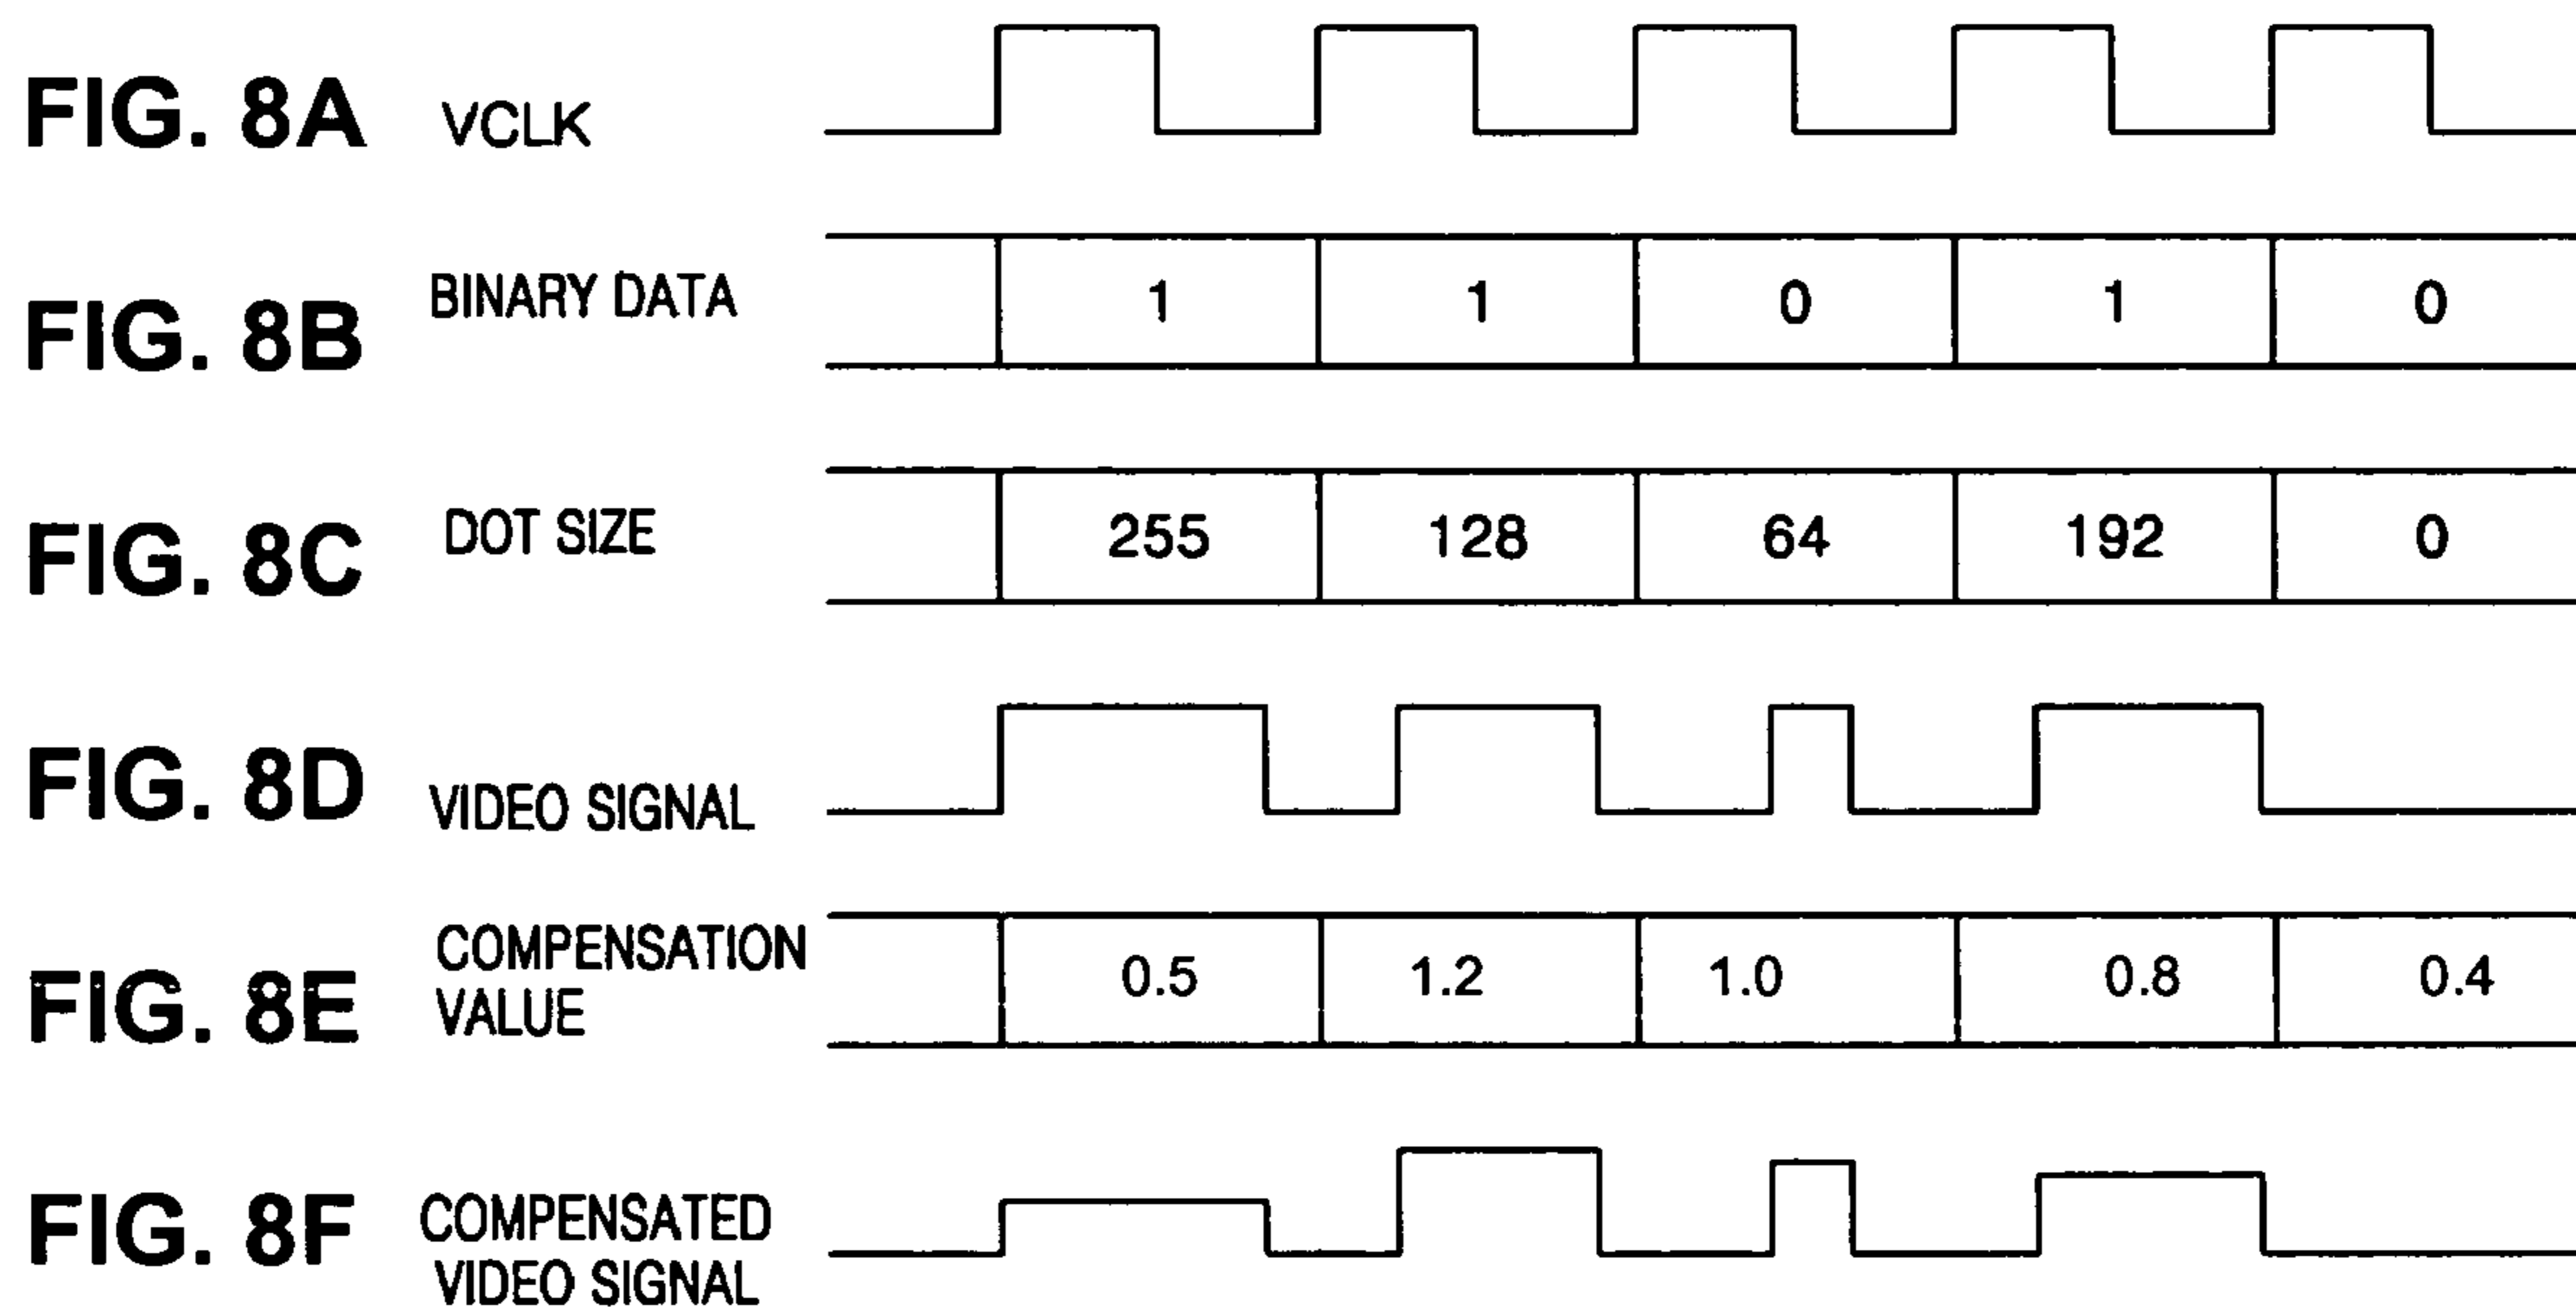 FIG. 8A VCLK
FIG. 8B BINARY DATA 1 1 0 1 0
FIG. 8C DOT SIZE 255 128 64 192 0
FIG. 8D VIDEO SIGNAL
FIG. 8E COMPENSATION
VALUE 0.5 1.2 1.0 0.8 0.4
FIG. 8F COMPENSATED
VIDEO SIGNAL